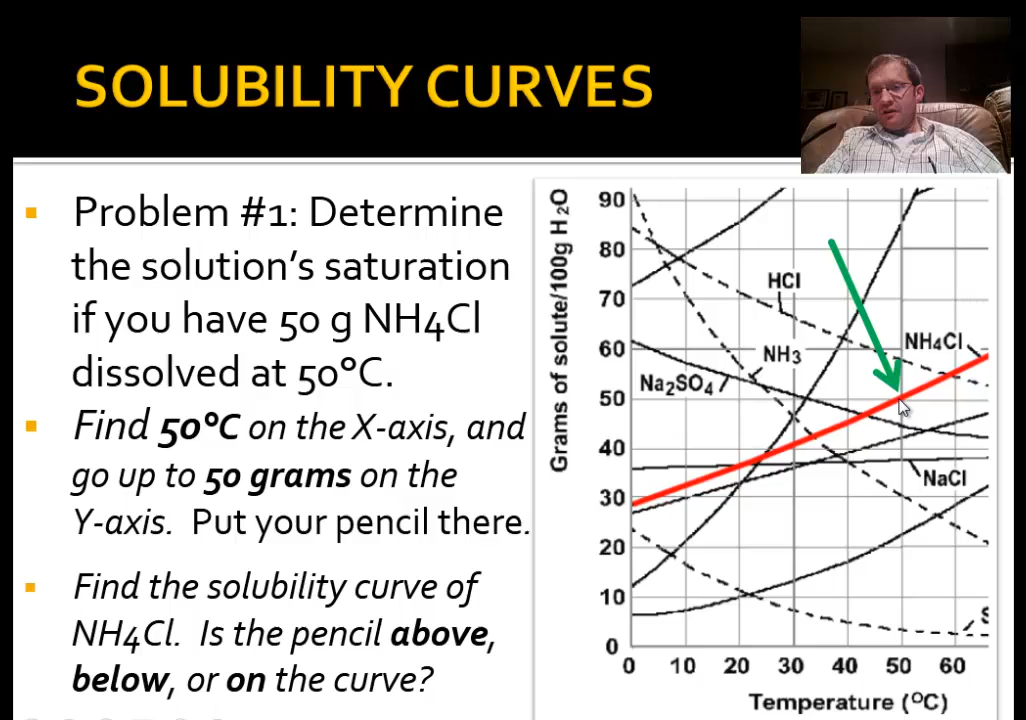 SOLUBILITY CURVES
Problem #1: Determine
the solution's saturation
if you have 50 g NH4Cl
dissolved at 50°C.
Find 50°C on the X-axis, and
go up to 50 grams on the
Y-axis. Put your pencil there.
Find the solubility curve of
NH4Cl. Is the pencil above,
below, or on the curve?
Grams of solute/100g H₂O
90
80
70
60
50
40
30
20
10
0
HCl
NH₄Cl
NH₃
Na₂SO₄
NaCl
S
0 10 20 30 40 50 60
Temperature (°C)